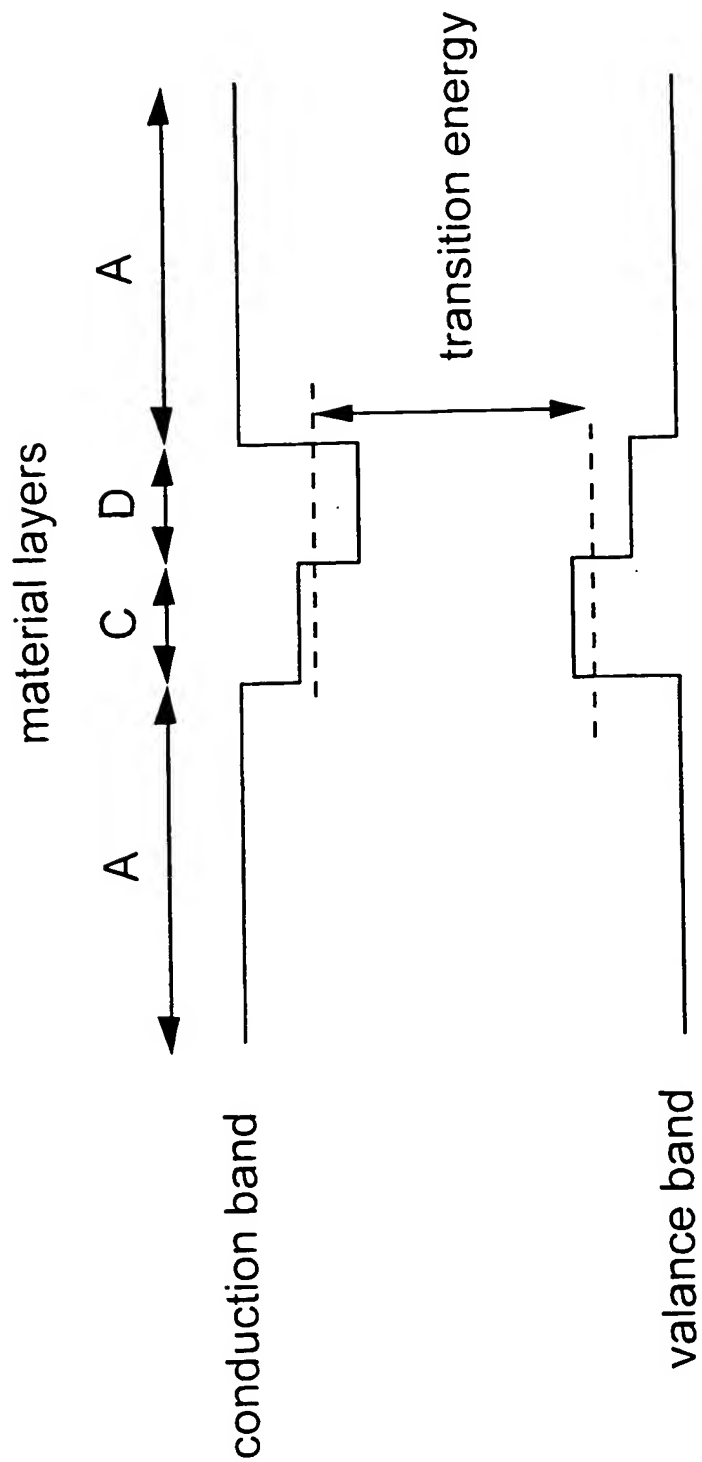 material layers
A
C
D
A
conduction band
transition energy
valance band